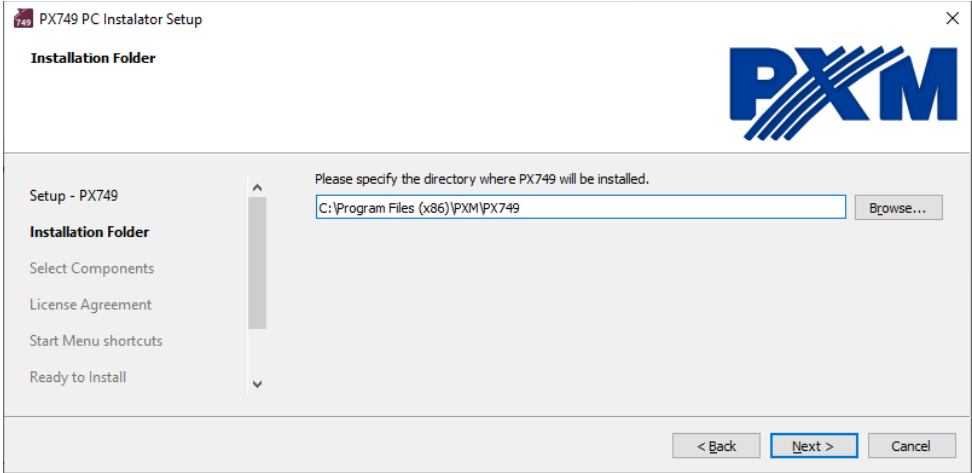 749 PX749 PC Instalator Setup
Installation Folder
PXM
Setup - PX749
Installation Folder
Select Components
License Agreement
Start Menu shortcuts
Ready to Install
Please specify the directory where PX749 will be installed.
C:\Program Files (x86)\PXM\PX749
Browse...
< Back
Next >
Cancel